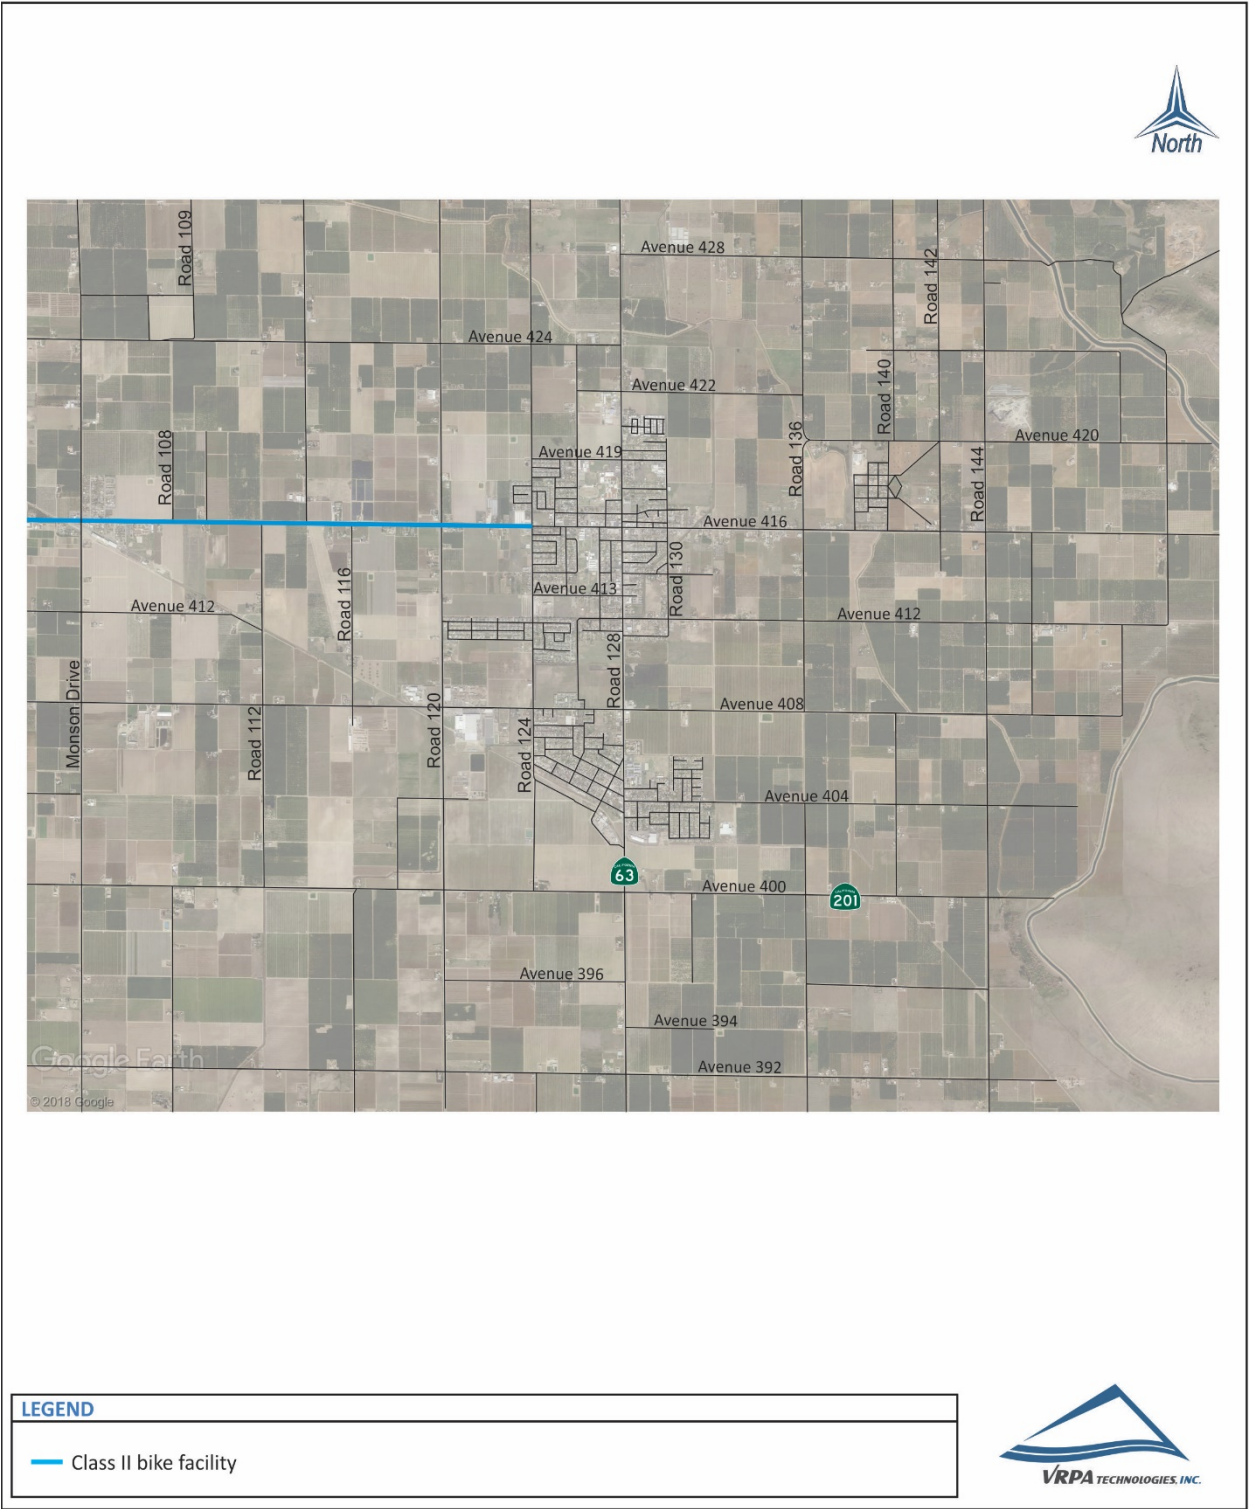 North
Road 109
Avenue 428
Road 142
Avenue 424
Avenue 422
Road 140
Road 136
Avenue 420
Road 108
Avenue 419
Road 144
Avenue 416
Road 130
Road 116
Avenue 413
Avenue 412
Avenue 412
Road 128
Monson Drive
Road 112
Road 120
Road 124
Avenue 408
Avenue 404
63
Avenue 400
201
Avenue 396
Avenue 394
Avenue 392
Google Earth
© 2018 Google
LEGEND
Class II bike facility
VRPA TECHNOLOGIES, INC.